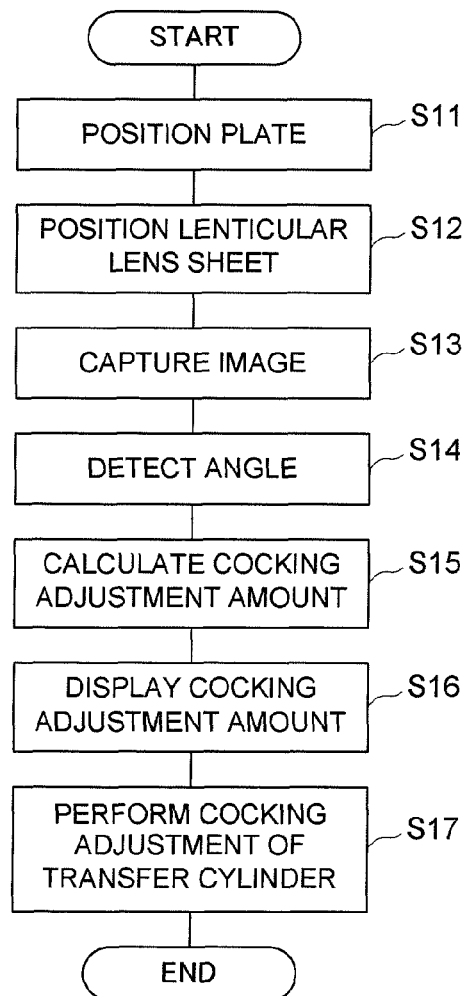 START
POSITION PLATE
S11
POSITION LENTICULAR
LENS SHEET
S12
CAPTURE IMAGE
S13
DETECT ANGLE
S14
CALCULATE COCKING
ADJUSTMENT AMOUNT
S15
DISPLAY COCKING
ADJUSTMENT AMOUNT
S16
PERFORM COCKING
ADJUSTMENT OF
TRANSFER CYLINDER
S17
END